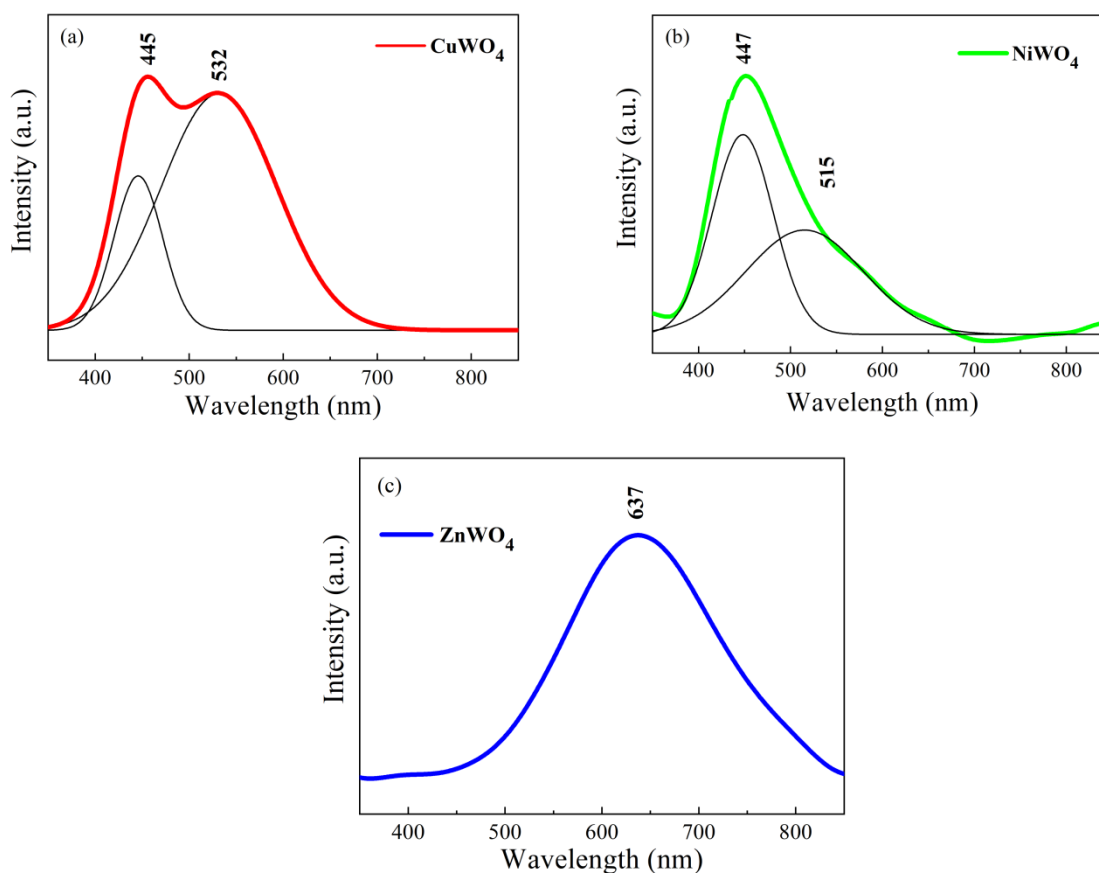 (a)
445
532
CuWO₄
Intensity (a.u.)
400 500 600 700 800
Wavelength (nm)
(b)
447
515
NiWO₄
Intensity (a.u.)
400 500 600 700 800
Wavelength (nm)
(c)
637
ZnWO₄
Intensity (a.u.)
400 500 600 700 800
Wavelength (nm)